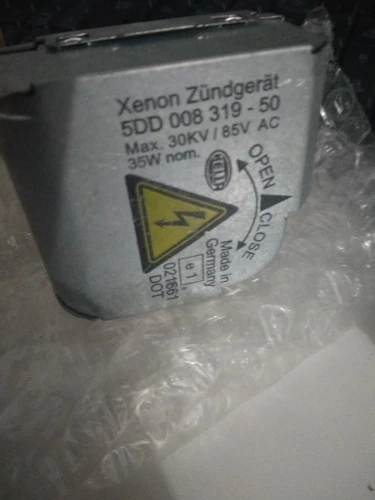 Xenon Zündgerät
5DD 008 319 - 50
Max. 30KV / 85V AC
35W nom.
HELLA
OPEN
CLOSE
Made in
Germany
e1
021661
DOT